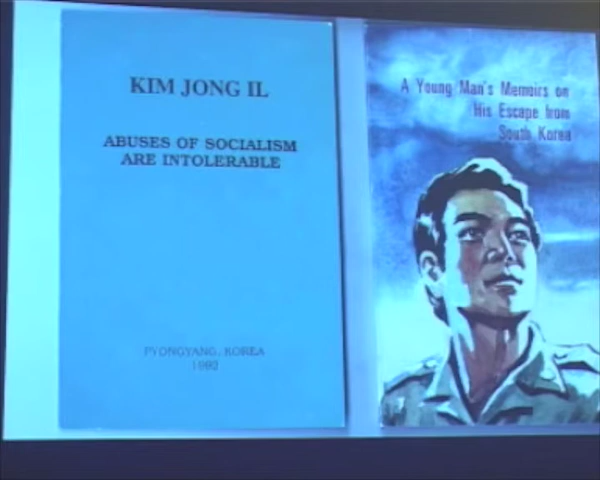 KIM JONG IL
ABUSES OF SOCIALISM
ARE INTOLERABLE
PYONGYANG, KOREA
1993
A Young Man's Memoirs on
His Escape from
South Korea